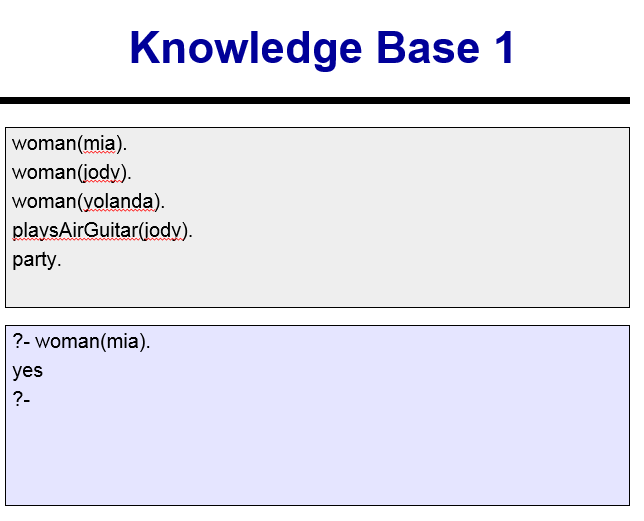 Knowledge Base 1
woman(mia).
woman(jody).
woman(yolanda).
playsAirGuitar(jody).
party.
?- woman(mia).
yes
?-